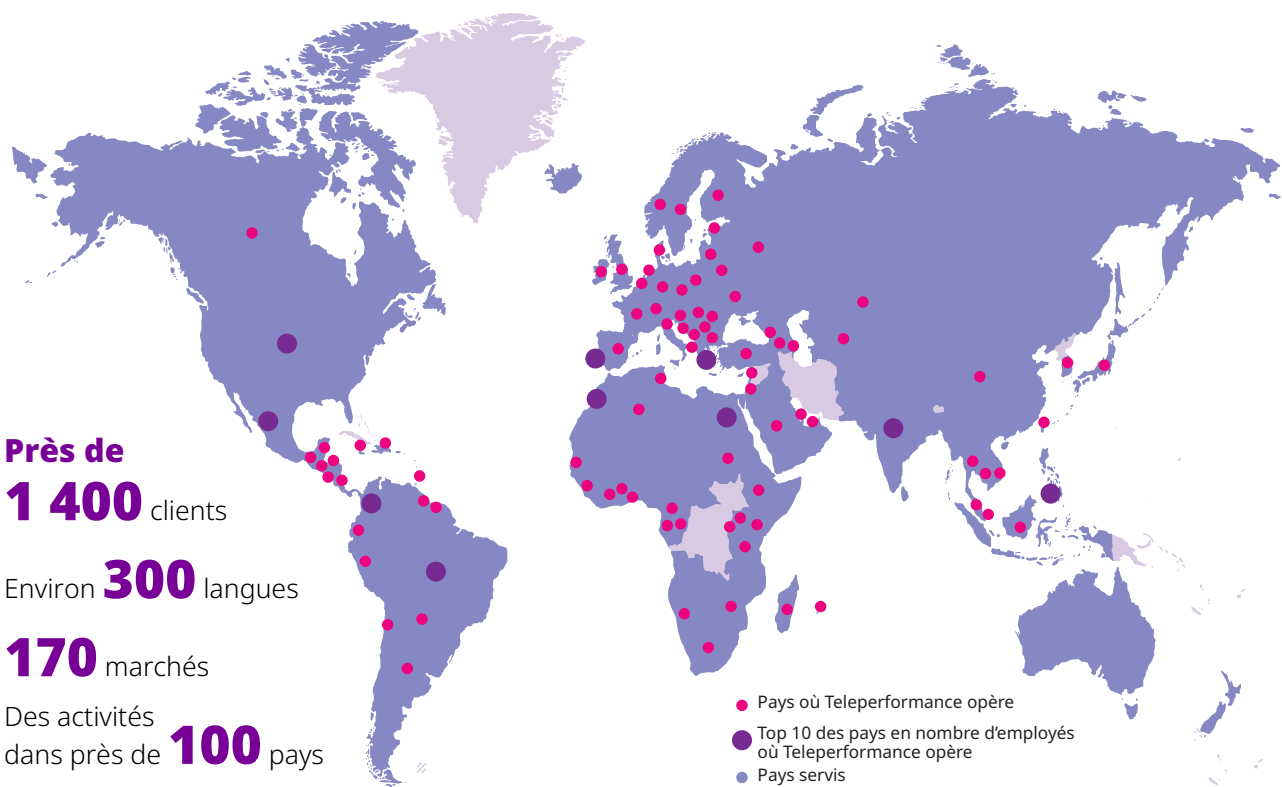 Près de
1 400 clients
Environ 300 langues
170 marchés
Des activités
dans près de 100 pays
Pays où Teleperformance opère
Top 10 des pays en nombre d’employés
où Teleperformance opère
Pays servis